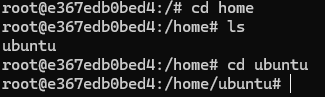 root@e367edb0bed4:/# cd home
root@e367edb0bed4:/home# ls
ubuntu
root@e367edb0bed4:/home# cd ubuntu
root@e367edb0bed4:/home/ubuntu#